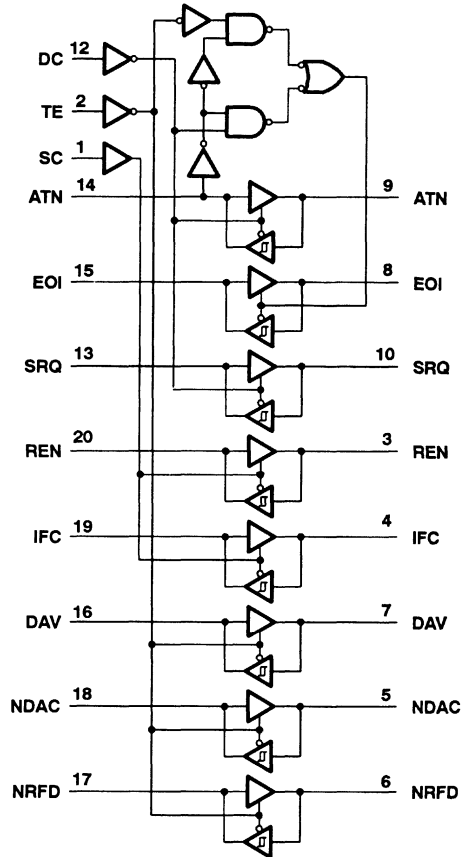 DC 12
TE 2
SC 1
ATN 14 9 ATN
EOI 15 8 EOI
SRQ 13 10 SRQ
REN 20 3 REN
IFC 19 4 IFC
DAV 16 7 DAV
NDAC 18 5 NDAC
NRFD 17 6 NRFD